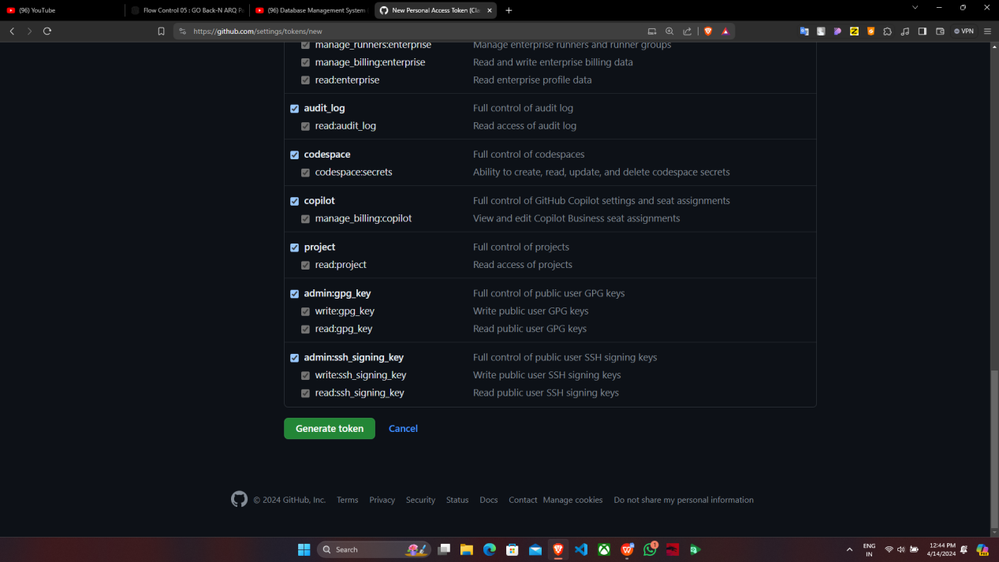 (96) YouTube
Flow Control 05 : GO Back-N ARQ P
(96) Database Management System
New Personal Access Token (Cla
https://github.com/settings/tokens/new
VPN
manage_runners:enterprise Manage enterprise runners and runner groups
manage_billing:enterprise Read and write enterprise billing data
read:enterprise Read enterprise profile data
audit_log Full control of audit log
read:audit_log Read access of audit log
codespace Full control of codespaces
codespace:secrets Ability to create, read, update, and delete codespace secrets
copilot Full control of GitHub Copilot settings and seat assignments
manage_billing:copilot View and edit Copilot Business seat assignments
project Full control of projects
read:project Read access of projects
admin:gpg_key Full control of public user GPG keys
write:gpg_key Write public user GPG keys
read:gpg_key Read public user GPG keys
admin:ssh_signing_key Full control of public user SSH signing keys
write:ssh_signing_key Write public user SSH signing keys
read:ssh_signing_key Read public user SSH signing keys
Generate token Cancel
© 2024 GitHub, Inc. Terms Privacy Security Status Docs Contact Manage cookies Do not share my personal information
Search
1
ENG
IN
12:44 PM
4/14/2024